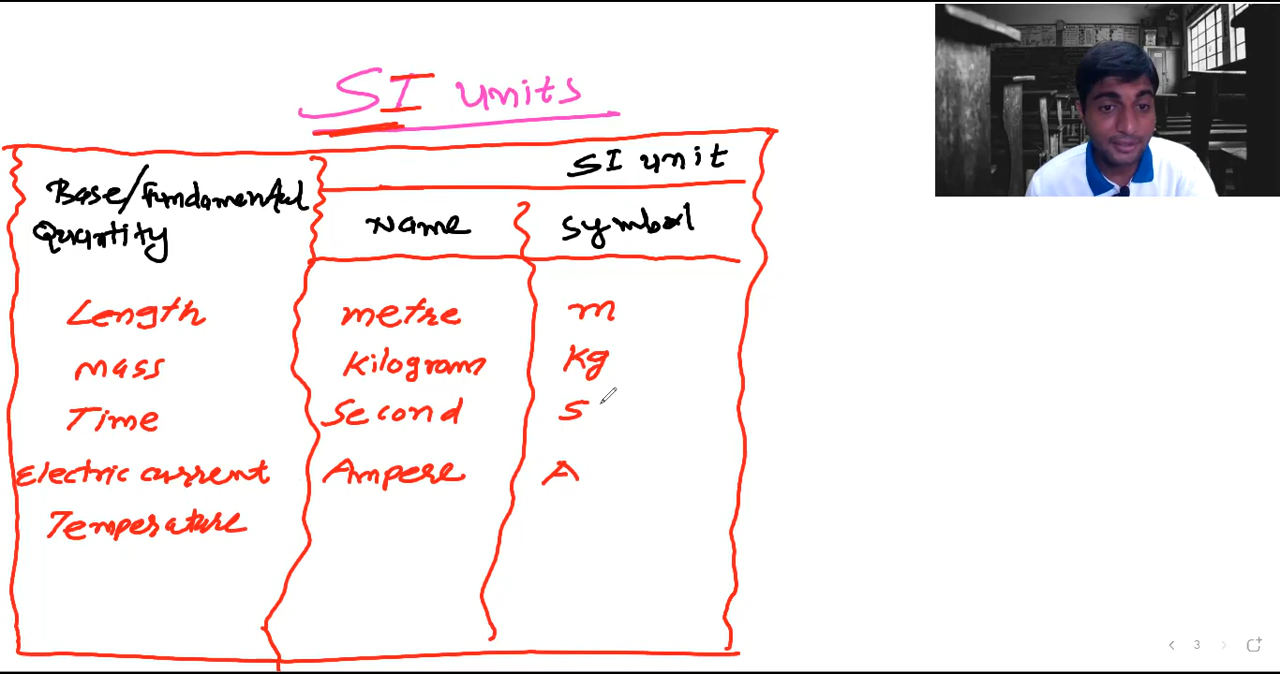 SI units
SI unit
Base/Fundamental
Quantity
Name
Symbol
Length metre m
Mass Kilogram Kg
Time Second S
Electric current Ampere A
Temperature
3